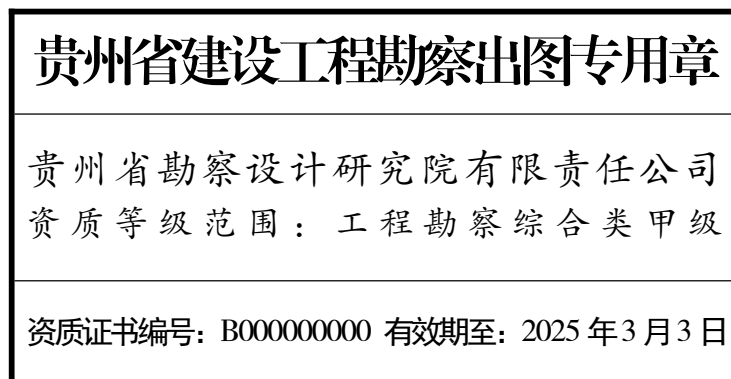 贵州省建设工程勘察出图专用章
贵州省勘察设计研究院有限责任公司
资质等级范围：工程勘察综合类甲级
资质证书编号：B000000000 有效期至：2025年3月3日